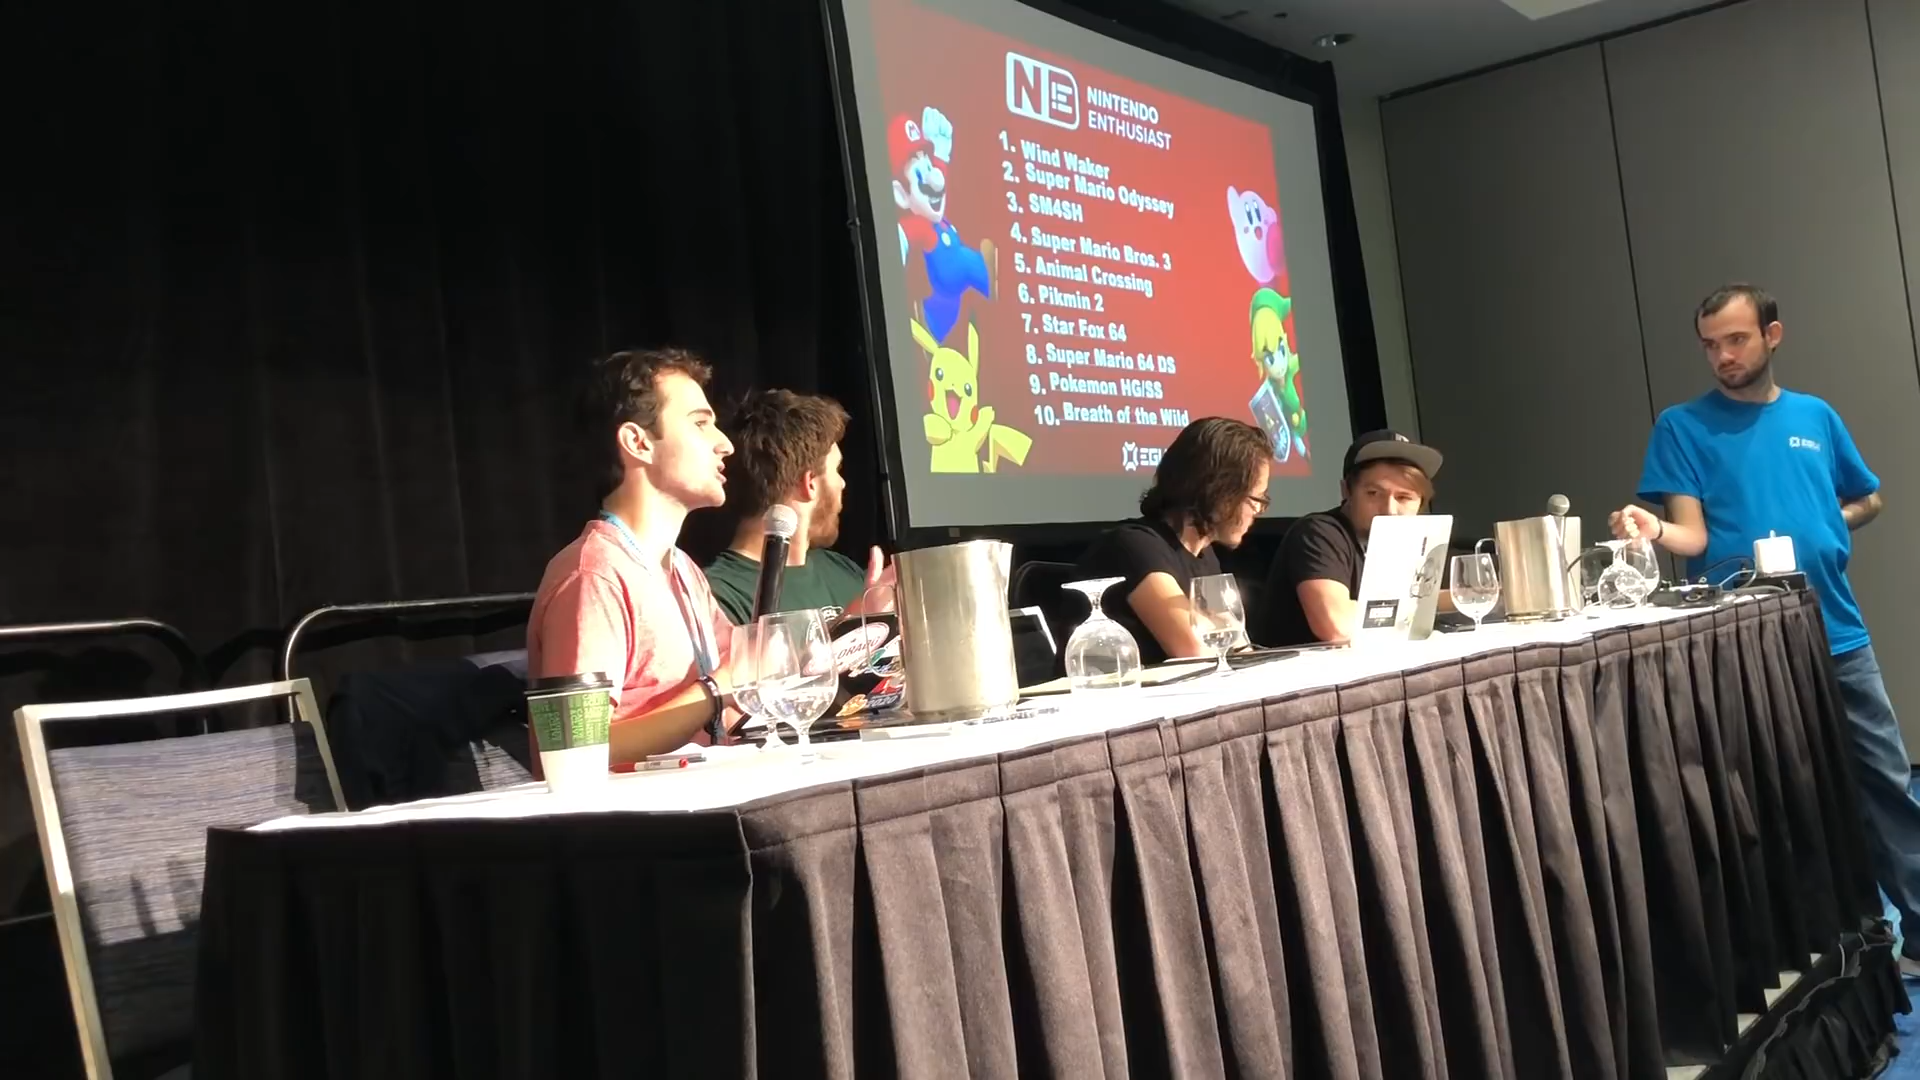 NE NINTENDO
ENTHUSIAST
1. Wind Waker
2. Super Mario Odyssey
3. SM4SH
4. Super Mario Bros. 3
5. Animal Crossing
6. Pikmin 2
7. Star Fox 64
8. Super Mario 64 DS
9. Pokemon HG/SS
10. Breath of the Wild